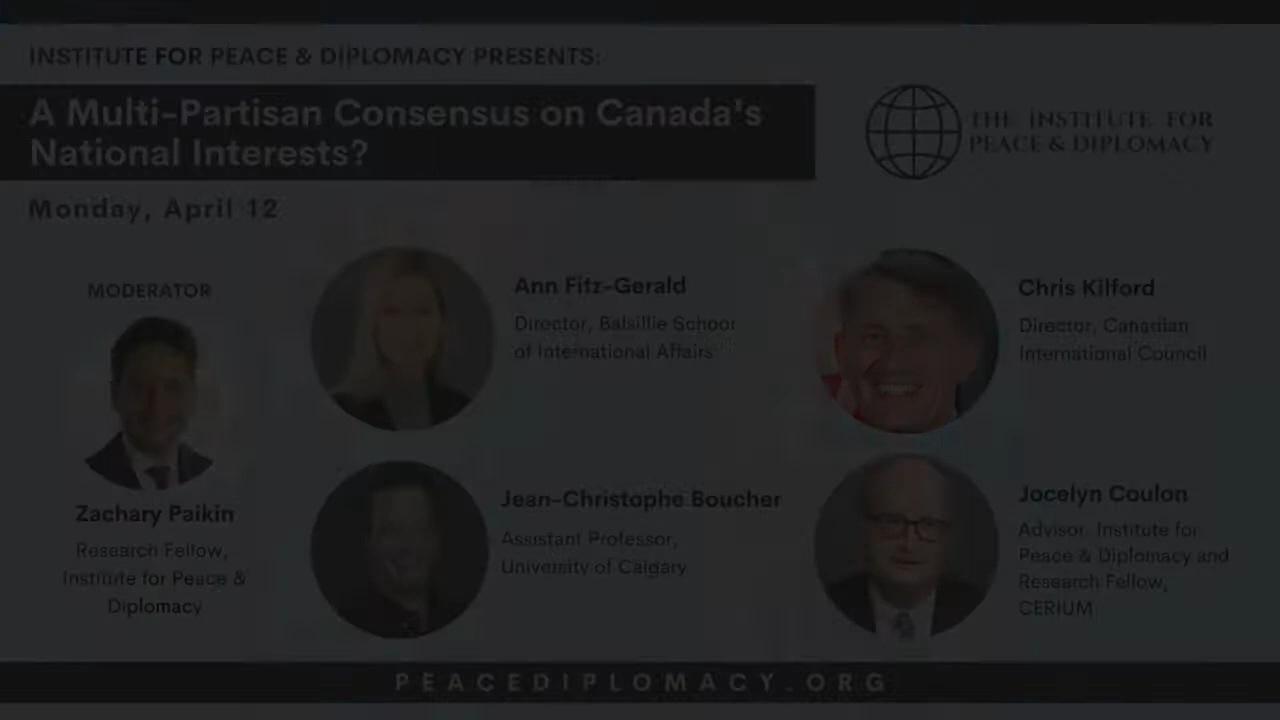 INSTITUTE FOR PEACE & DIPLOMACY PRESENTS:
A Multi-Partisan Consensus on Canada's
National Interests?
THE INSTITUTE FOR
PEACE & DIPLOMACY
Monday, April 12
MODERATOR
Zachary Paikin
Research Fellow,
Institute for Peace &
Diplomacy
Ann Fitz-Gerald
Director, Balsillie School
of International Affairs
Chris Kilford
Director, Canadian
International Council
Jean-Christophe Boucher
Assistant Professor,
University of Calgary
Jocelyn Coulon
Advisor, Institute for
Peace & Diplomacy and
Research Fellow,
CERIUM
PEACEDIPLOMACY.ORG